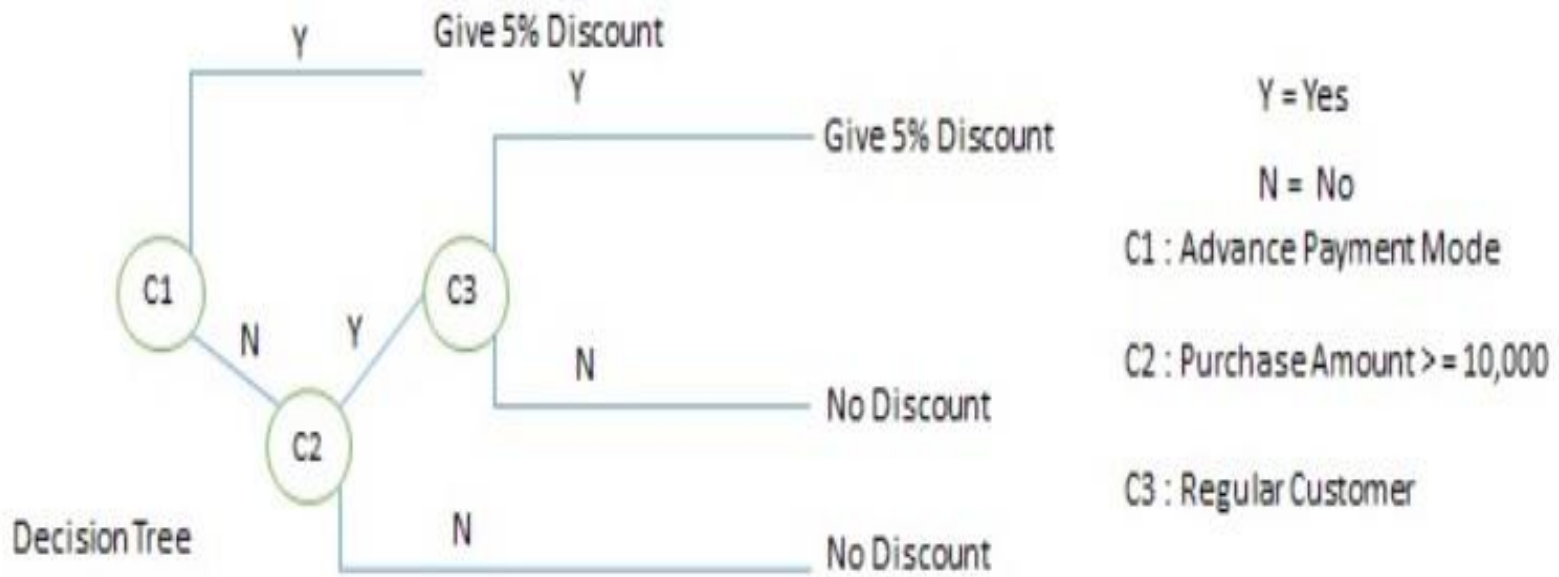 Y
Give 5% Discount
Y
Give 5% Discount
C1
N
Y
C3
N
No Discount
C2
N
No Discount
Decision Tree
Y = Yes
N = No
C1 : Advance Payment Mode
C2 : Purchase Amount >= 10,000
C3 : Regular Customer